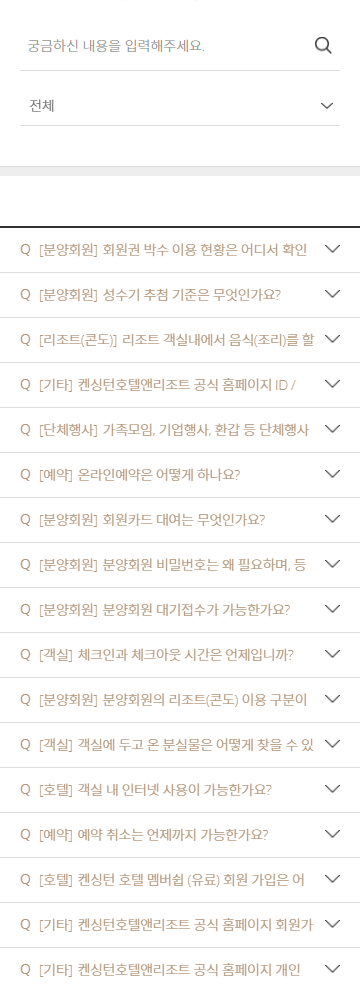 궁금하신 내용을 입력해주세요.
전체
Q [분양회원] 회원권 박수 이용 현황은 어디서 확인
Q [분양회원] 성수기 추첨 기준은 무엇인가요?
Q [리조트(콘도)] 리조트 객실내에서 음식(조리)를 할
Q [기타] 켄싱턴호텔앤리조트 공식 홈페이지 ID /
Q [단체행사] 가족모임, 기업행사, 환갑 등 단체행사
Q [예약] 온라인예약은 어떻게 하나요?
Q [분양회원] 회원카드 대여는 무엇인가요?
Q [분양회원] 분양회원 비밀번호는 왜 필요하며, 등
Q [분양회원] 분양회원 대기접수가 가능한가요?
Q [객실] 체크인과 체크아웃 시간은 언제입니까?
Q [분양회원] 분양회원의 리조트(콘도) 이용 구분이
Q [객실] 객실에 두고 온 분실물은 어떻게 찾을 수 있
Q [호텔] 객실 내 인터넷 사용이 가능한가요?
Q [예약] 예약 취소는 언제까지 가능한가요?
Q [호텔] 켄싱턴 호텔 멤버쉽 (유료) 회원 가입은 어
Q [기타] 켄싱턴호텔앤리조트 공식 홈페이지 회원가
Q [기타] 켄싱턴호텔앤리조트 공식 홈페이지 개인